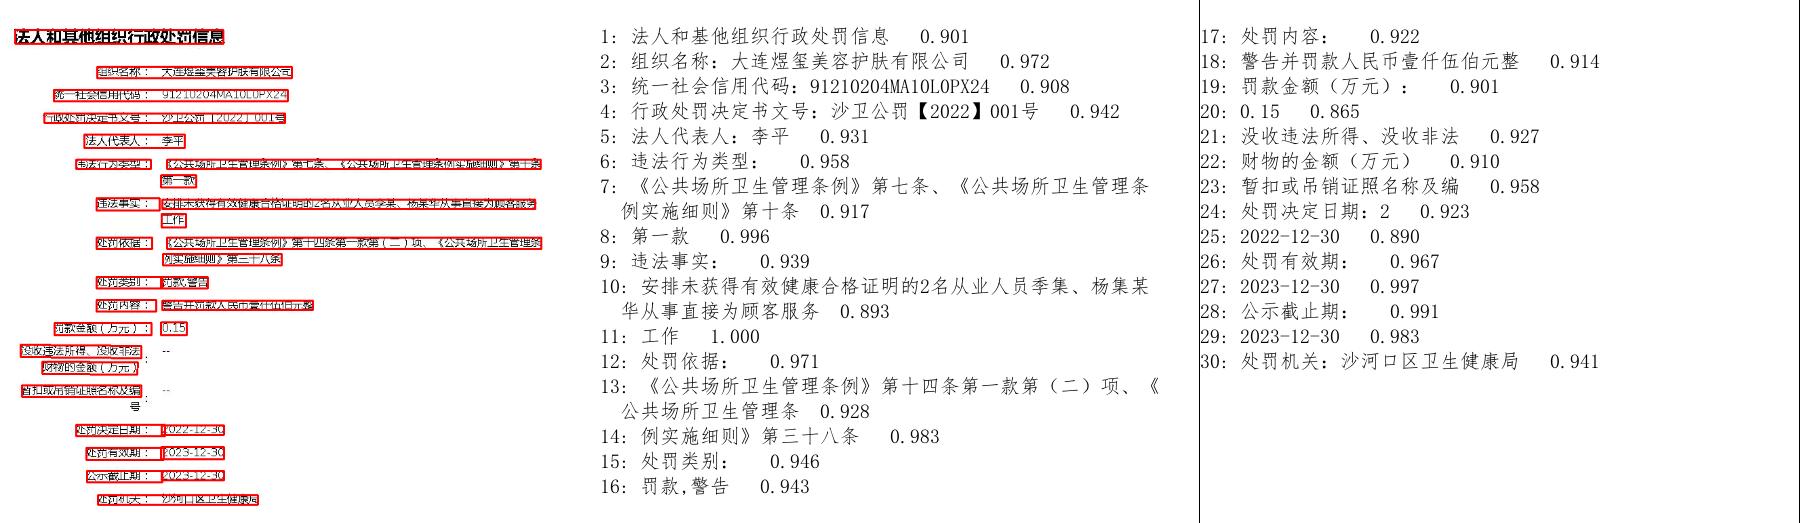 法人和其他组织行政处罚信息
组织名称： 大连煜玺美容护肤有限公司
统一社会信用代码： 91210204MA10L0PX24
行政处罚决定书文号： 沙卫公罚【2022】001号
法人代表人： 李平
违法行为类型： 《公共场所卫生管理条例》第七条、《公共场所卫生管理条例实施细则》第十条
第一款
违法事实： 安排未获得有效健康合格证明的2名从业人员季某、杨某华从事直接为顾客服务
工作
处罚依据： 《公共场所卫生管理条例》第十四条第一款第（二）项、《公共场所卫生管理条
例实施细则》第三十八条
处罚类别： 罚款,警告
处罚内容： 警告并罚款人民币壹仟伍佰元整
罚款金额（万元）： 0.15
没收违法所得、没收非法
财物的金额（万元） ： --
暂扣或吊销证照名称及编
号 ： --
处罚决定日期： 2022-12-30
处罚有效期： 2023-12-30
公示截止期： 2023-12-30
处罚机关： 沙河口区卫生健康局
1: 法人和基他组织行政处罚信息 0.901
2: 组织名称: 大连煜玺美容护肤有限公司 0.972
3: 统一社会信用代码: 91210204MA10L0PX24 0.908
4: 行政处罚决定书文号: 沙卫公罚【2022】001号 0.942
5: 法人代表人: 李平 0.931
6: 违法行为类型: 0.958
7: 《公共场所卫生管理条例》第七条、《公共场所卫生管理条
例实施细则》第十条 0.917
8: 第一款 0.996
9: 违法事实: 0.939
10: 安排未获得有效健康合格证明的2名从业人员季集、杨集某
华从事直接为顾客服务 0.893
11: 工作 1.000
12: 处罚依据: 0.971
13: 《公共场所卫生管理条例》第十四条第一款第（二）项、《
公共场所卫生管理条 0.928
14: 例实施细则》第三十八条 0.983
15: 处罚类别: 0.946
16: 罚款,警告 0.943
17: 处罚内容: 0.922
18: 警告并罚款人民币壹仟伍佰元整 0.914
19: 罚款金额（万元）: 0.901
20: 0.15 0.865
21: 没收违法所得、没收非法 0.927
22: 财物的金额（万元） 0.910
23: 暂扣或吊销证照名称及编 0.958
24: 处罚决定日期: 2 0.923
25: 2022-12-30 0.890
26: 处罚有效期: 0.967
27: 2023-12-30 0.997
28: 公示截止期: 0.991
29: 2023-12-30 0.983
30: 处罚机关: 沙河口区卫生健康局 0.941